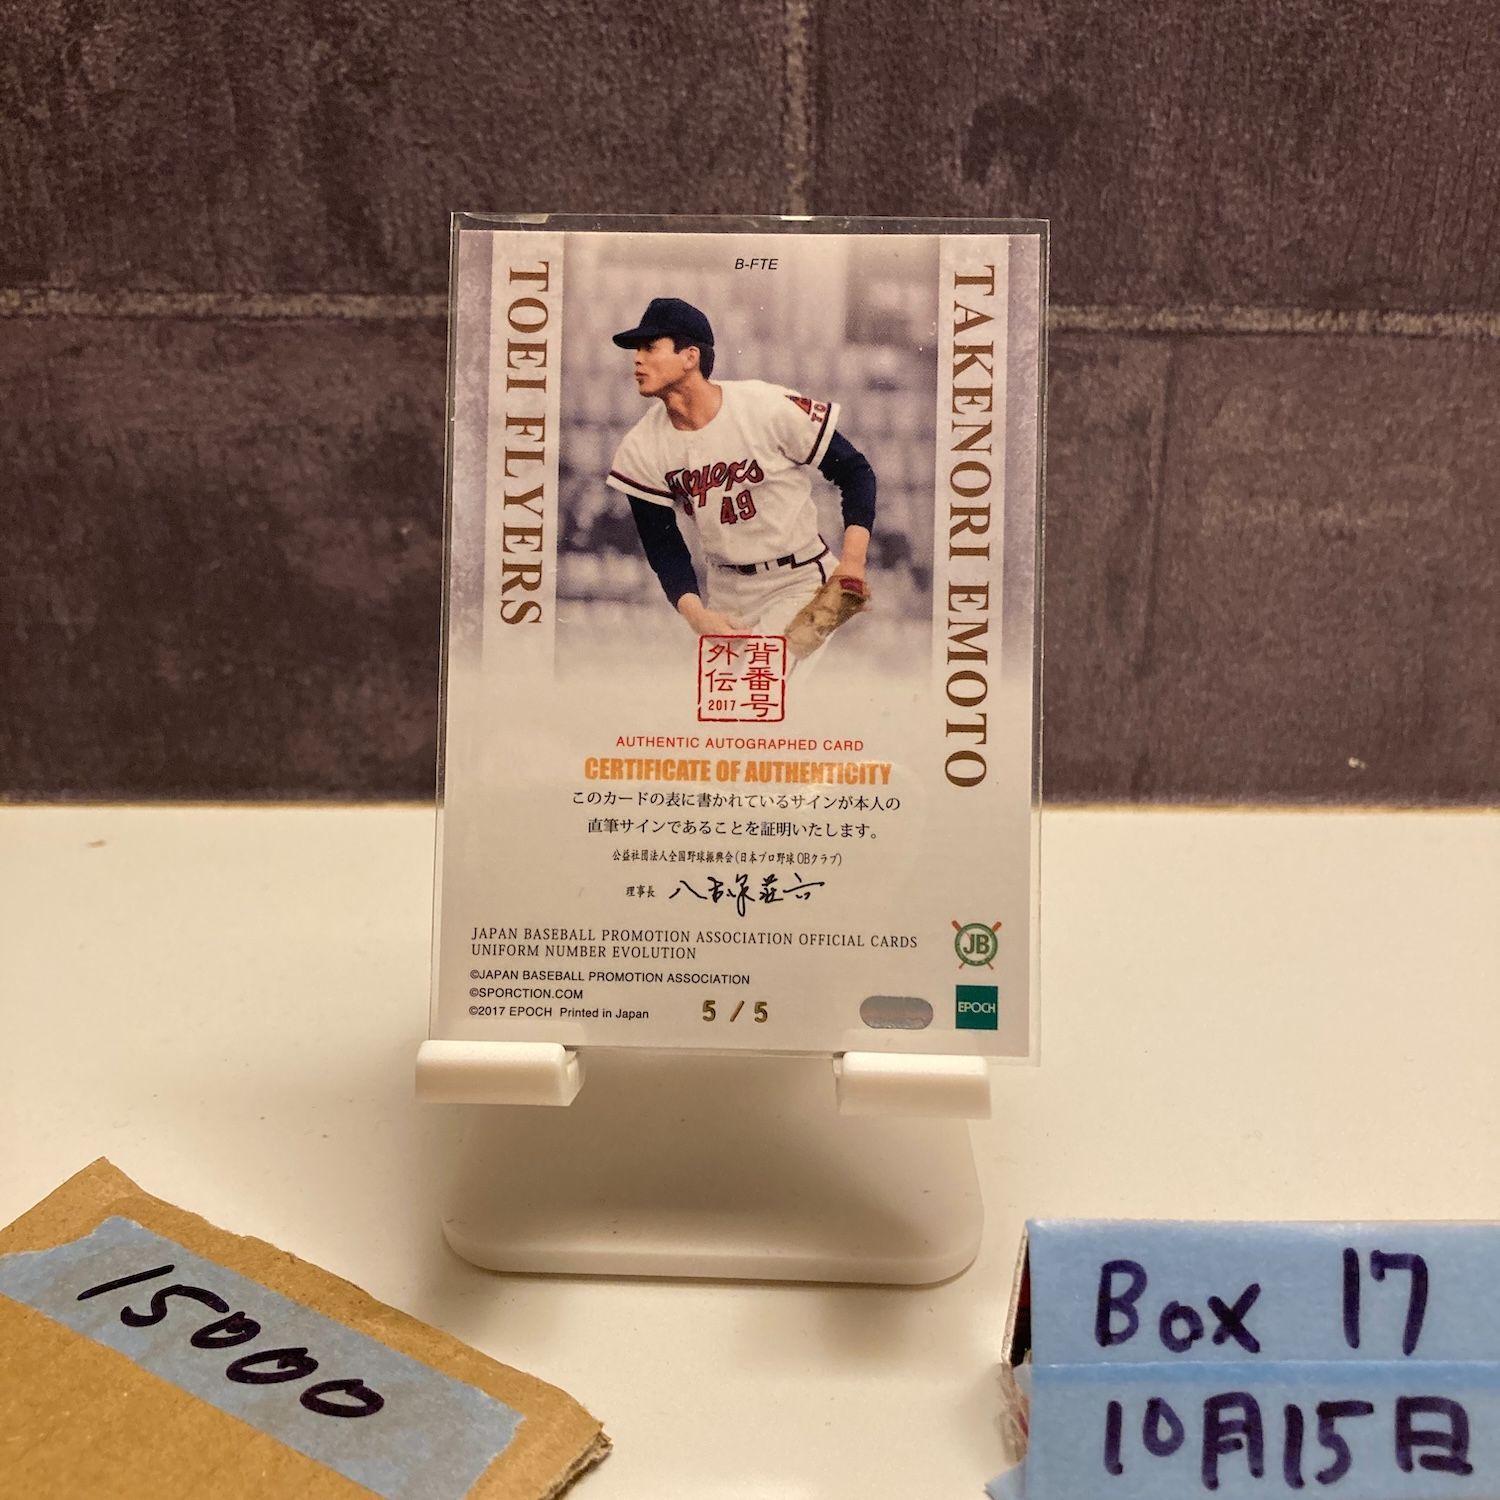 B-FTE
TOEI FLYERS
TAKENORI EMOTO
TO
Flyers
49
背番号
外伝
2017
AUTHENTIC AUTOGRAPHED CARD
CERTIFICATE OF AUTHENTICITY
このカードの表に書かれているサインが本人の
直筆サインであることを証明いたします。
公益社団法人全国野球振興会(日本プロ野球OBクラブ)
理事長 八木沢荘六
JAPAN BASEBALL PROMOTION ASSOCIATION OFFICIAL CARDS
UNIFORM NUMBER EVOLUTION
©JAPAN BASEBALL PROMOTION ASSOCIATION
©SPORCTION.COM
©2017 EPOCH Printed in Japan
5 / 5
JB
EPOCH
15000
Box 17
10月15日